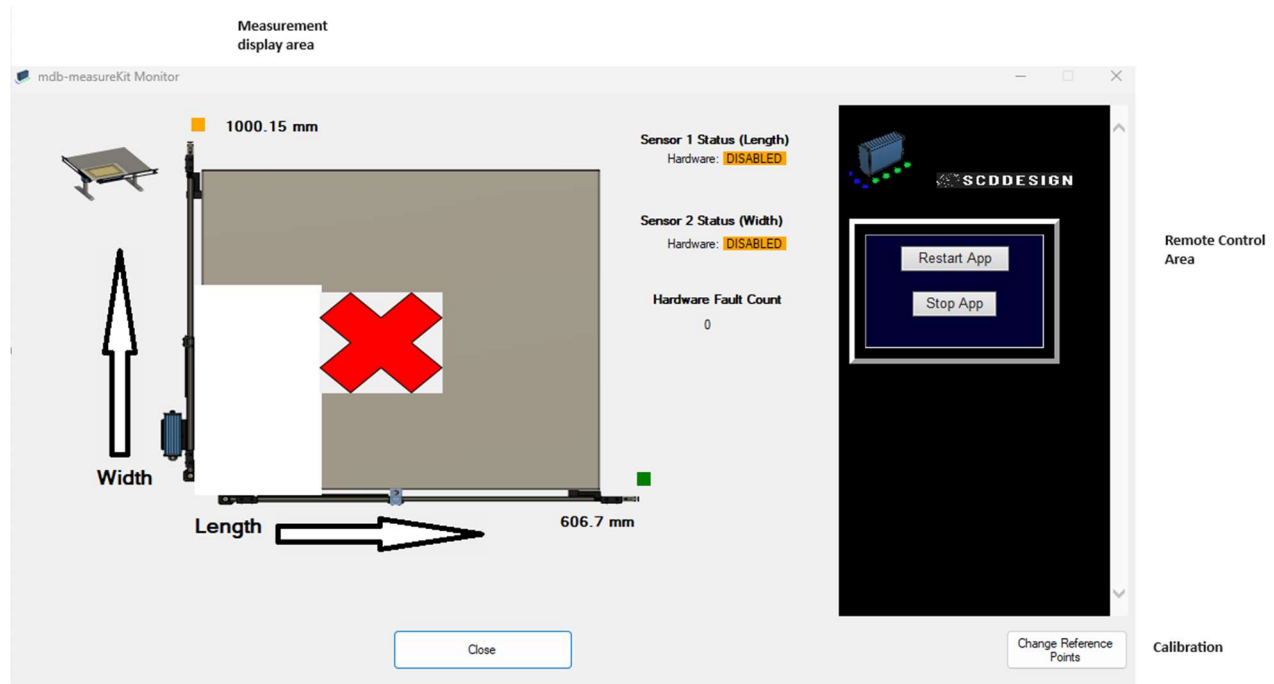 Measurement
display area
mdb-measureKit Monitor
1000.15 mm
Sensor 1 Status (Length)
Hardware: DISABLED
SCDDESIGN
Sensor 2 Status (Width)
Hardware: DISABLED
Remote Control
Area
Restart App
Hardware Fault Count
Stop App
0
Width
Length
606.7 mm
Close
Change Reference
Points
Calibration